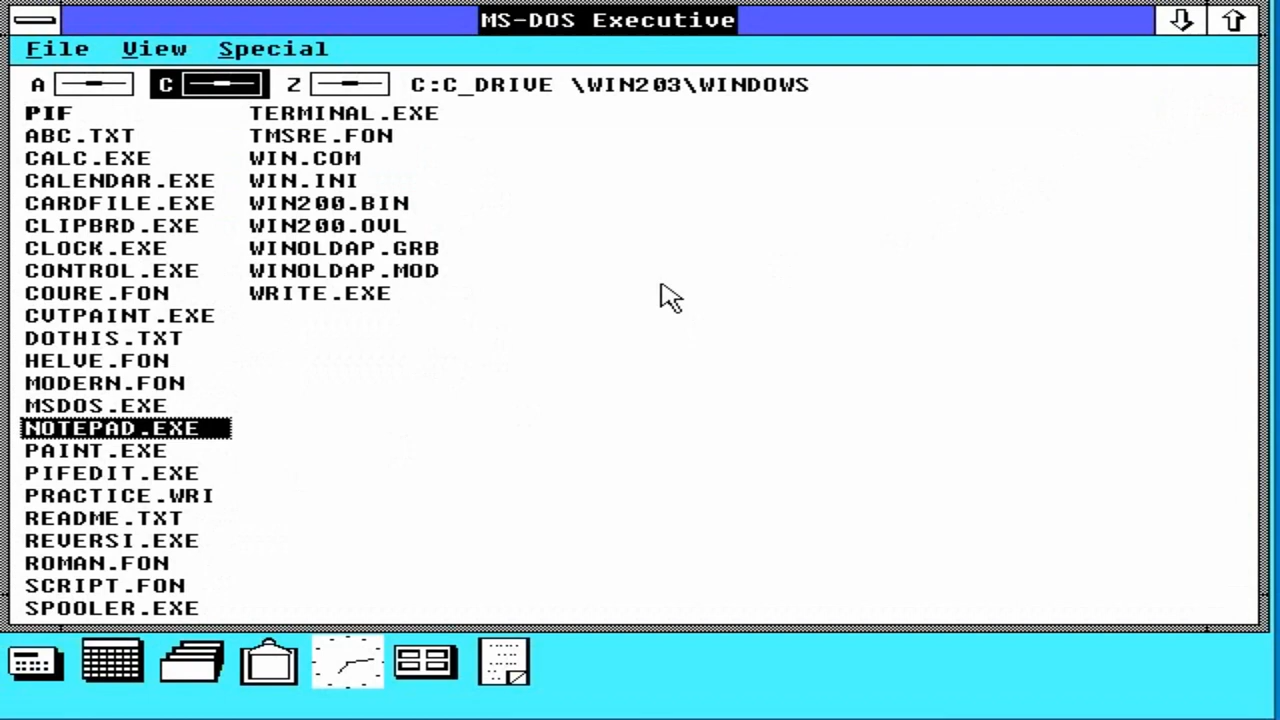 MS-DOS Executive
File View Special
A C Z C:C_DRIVE \WIN203\WINDOWS
PIF
ABC.TXT
CALC.EXE
CALENDAR.EXE
CARDFILE.EXE
CLIPBRD.EXE
CLOCK.EXE
CONTROL.EXE
COURE.FON
CVTPAINT.EXE
DOTHIS.TXT
HELVE.FON
MODERN.FON
MSDOS.EXE
NOTEPAD.EXE
PAINT.EXE
PIFEDIT.EXE
PRACTICE.WRI
README.TXT
REVERSI.EXE
ROMAN.FON
SCRIPT.FON
SPOOLER.EXE
TERMINAL.EXE
TMSRE.FON
WIN.COM
WIN.INI
WIN200.BIN
WIN200.OVL
WINOLDAP.GRB
WINOLDAP.MOD
WRITE.EXE